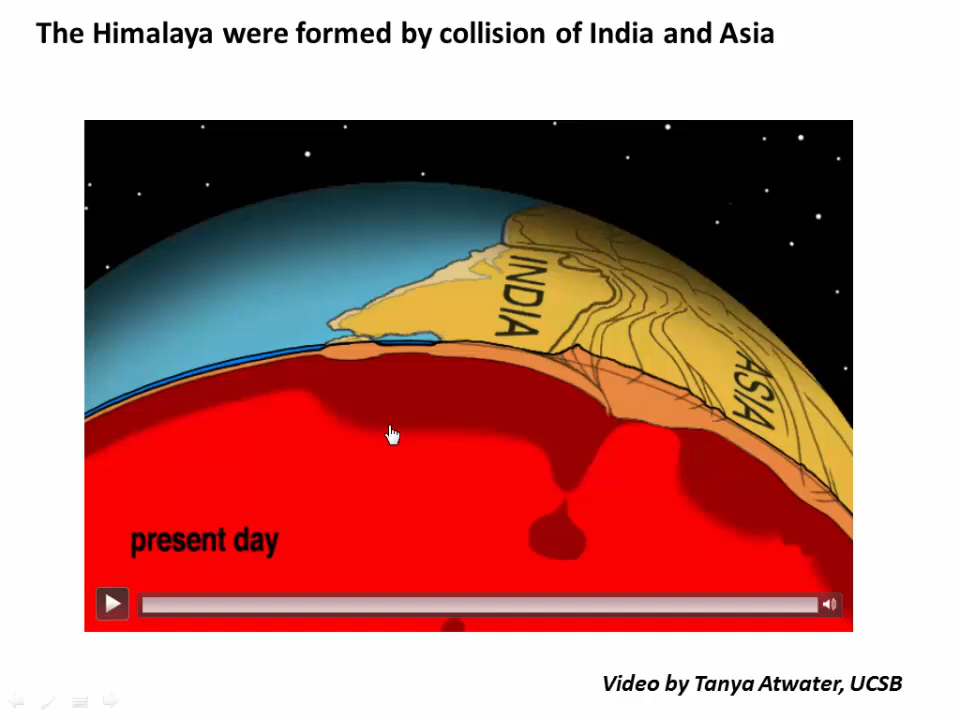 The Himalaya were formed by collision of India and Asia
INDIA
ASIA
present day
Video by Tanya Atwater, UCSB